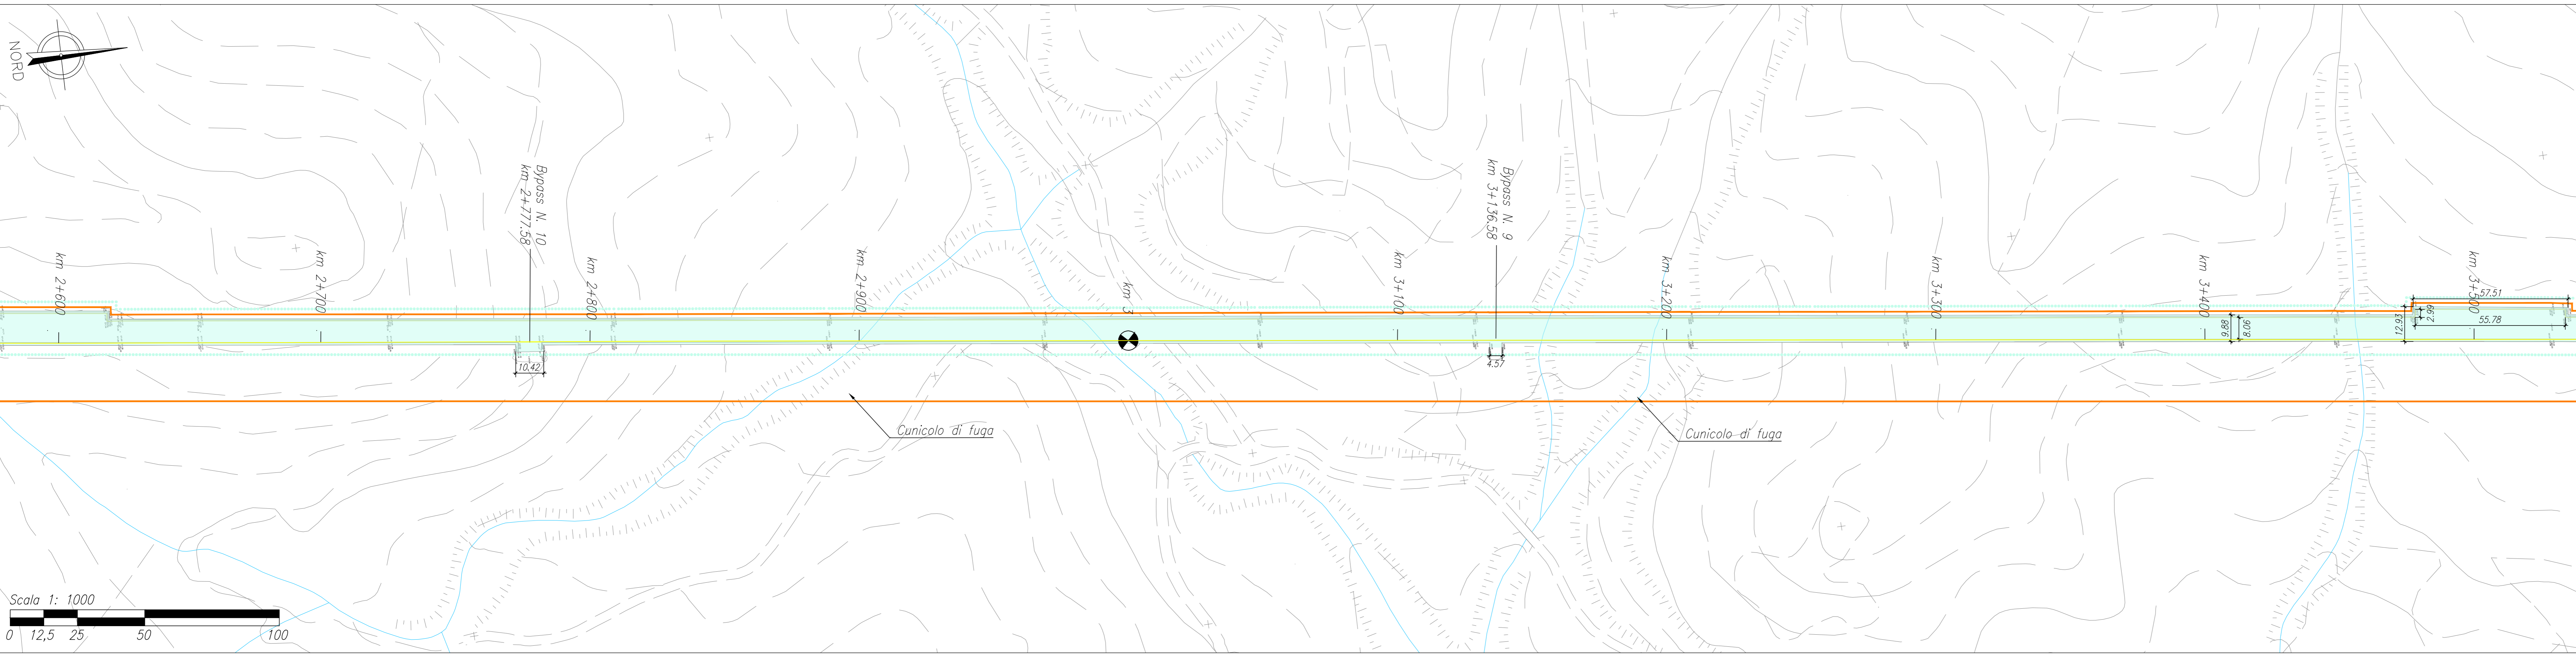 NORD
Bypass N. 10
km 2+777.58
Bypass N. 9
km 3+136.58
km 2+600
km 2+700
km 2+800
km 2+900
km 3
km 3+100
km 3+200
km 3+300
km 3+400
km 3+500
57.51
2.99
12.93
9.88
8.06
55.78
10.42
4.57
Cunicolo di fuga
Cunicolo di fuga
Scala 1: 1000
0 12,5 25 50 100